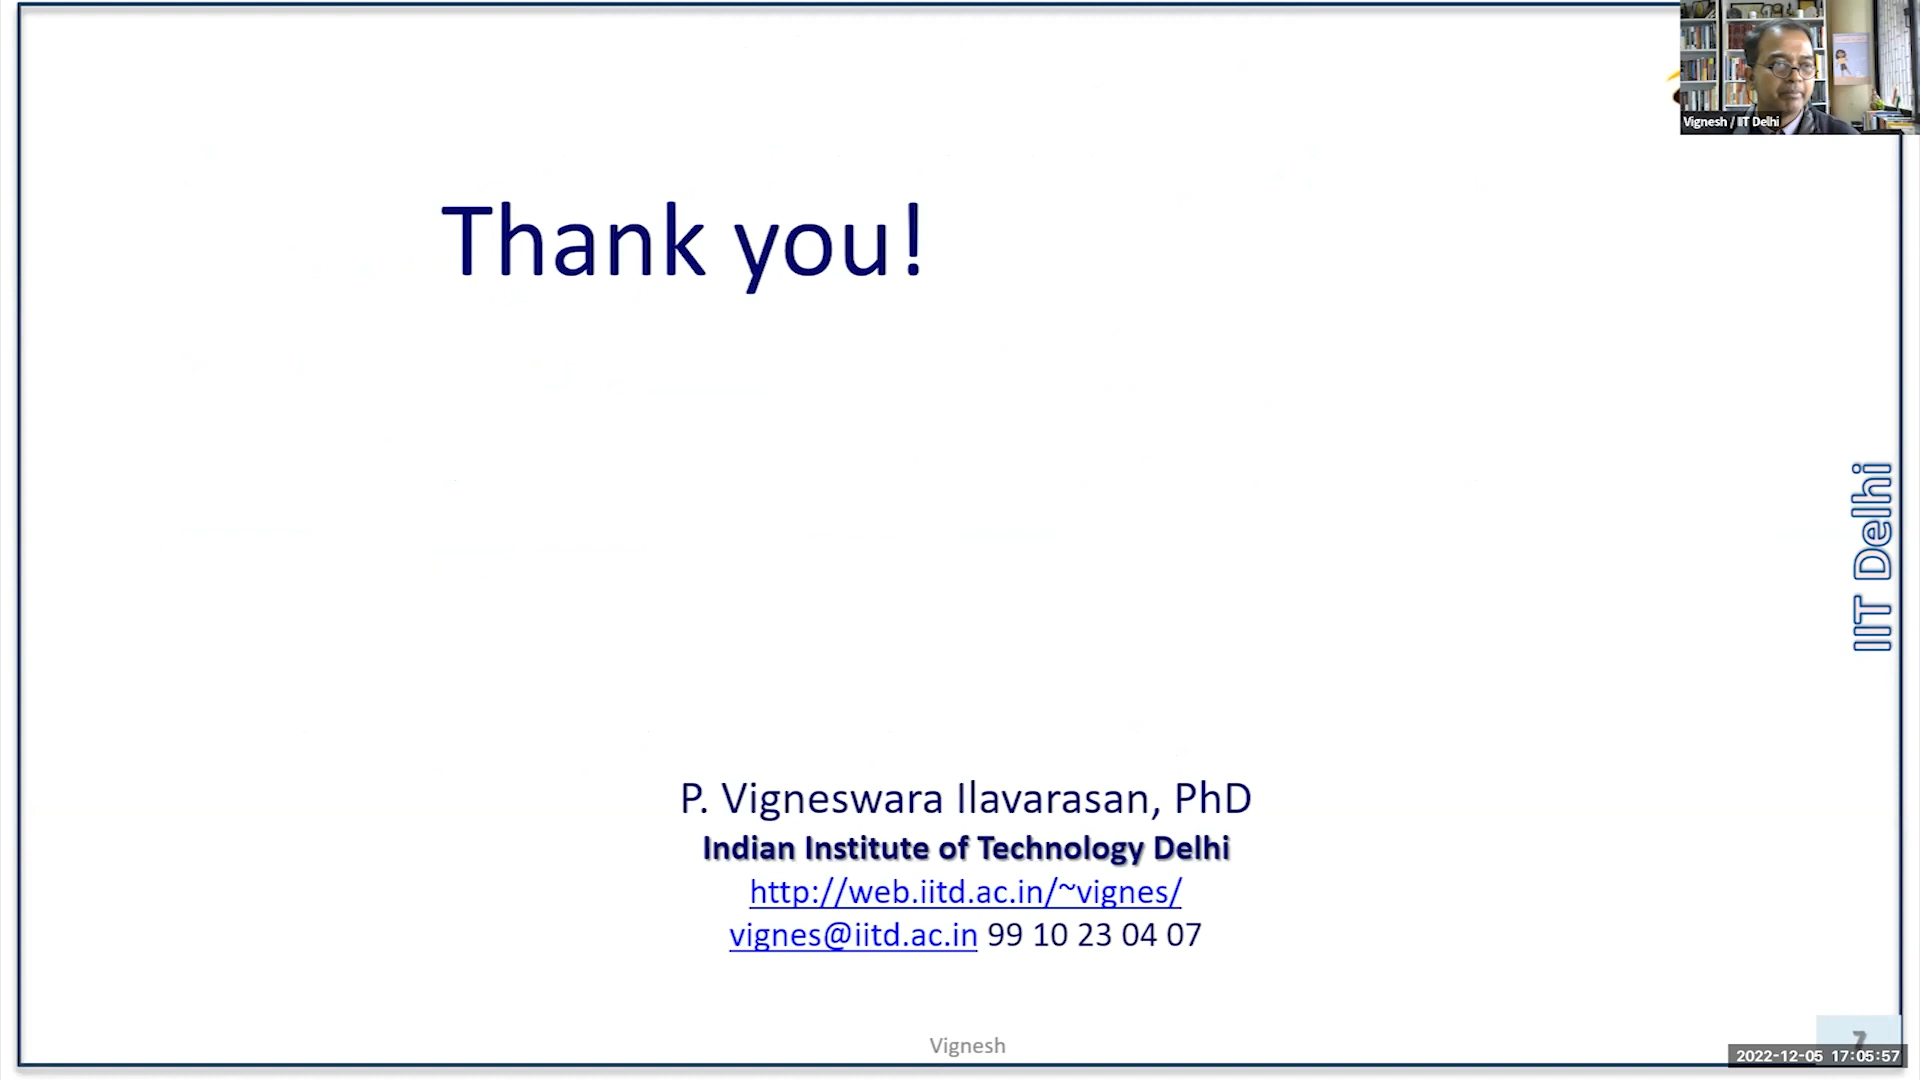 Vignesh / IIT Delhi
Thank you!
IIT Delhi
P. Vigneswara Ilavarasan, PhD
Indian Institute of Technology Delhi
http://web.iitd.ac.in/~vignes/
vignes@iitd.ac.in 99 10 23 04 07
Vignesh
7
2022-12-05 17:05:57